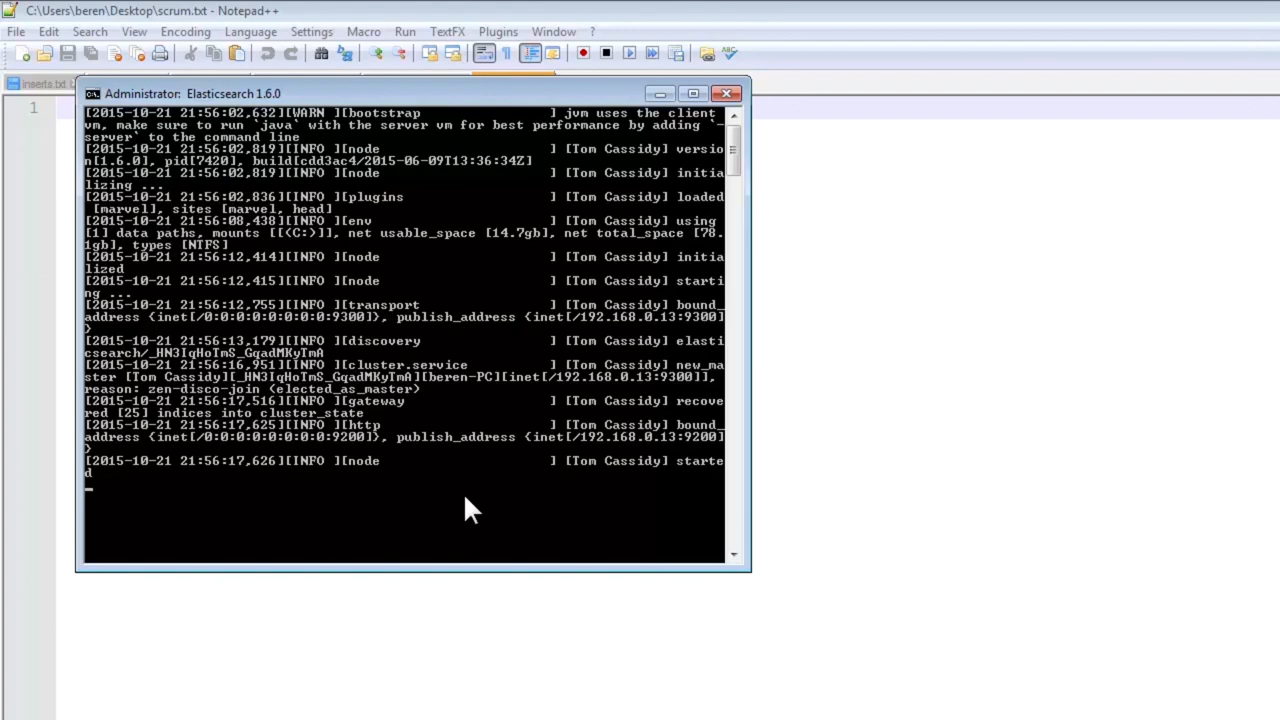 C:\Users\beren\Desktop\scrum.txt - Notepad++
File Edit Search View Encoding Language Settings Macro Run TextFX Plugins Window ?
inserts.txt
1
Administrator: Elasticsearch 1.6.0
[2015-10-21 21:56:02,632][WARN ][bootstrap                ] jvm uses the client
vm, make sure to run `java` with the server vm for best performance by adding `-
server` to the command line
[2015-10-21 21:56:02,819][INFO ][node                     ] [Tom Cassidy] versio
n[1.6.0], pid[7420], build[cdd3ac4/2015-06-09T13:36:34Z]
[2015-10-21 21:56:02,819][INFO ][node                     ] [Tom Cassidy] initia
lizing ...
[2015-10-21 21:56:02,836][INFO ][plugins                  ] [Tom Cassidy] loaded
 [marvel], sites [marvel, head]
[2015-10-21 21:56:08,438][INFO ][env                      ] [Tom Cassidy] using
[1] data paths, mounts [[(C:)]], net usable_space [14.7gb], net total_space [78.
1gb], types [NTFS]
[2015-10-21 21:56:12,414][INFO ][node                     ] [Tom Cassidy] initia
lized
[2015-10-21 21:56:12,415][INFO ][node                     ] [Tom Cassidy] starti
ng ...
[2015-10-21 21:56:12,755][INFO ][transport                ] [Tom Cassidy] bound_
address {inet[/0:0:0:0:0:0:0:0:9300]}, publish_address {inet[/192.168.0.13:9300]
}
[2015-10-21 21:56:13,179][INFO ][discovery                ] [Tom Cassidy] elasti
csearch/_HN3IqHoTmS_GqadMKyTmA
[2015-10-21 21:56:16,951][INFO ][cluster.service          ] [Tom Cassidy] new_ma
ster [Tom Cassidy][_HN3IqHoTmS_GqadMKyTmA][beren-PC][inet[/192.168.0.13:9300]],
reason: zen-disco-join (elected_as_master)
[2015-10-21 21:56:17,516][INFO ][gateway                  ] [Tom Cassidy] recove
red [25] indices into cluster_state
[2015-10-21 21:56:17,625][INFO ][http                     ] [Tom Cassidy] bound_
address {inet[/0:0:0:0:0:0:0:0:9200]}, publish_address {inet[/192.168.0.13:9200]
}
[2015-10-21 21:56:17,626][INFO ][node                     ] [Tom Cassidy] starte
d